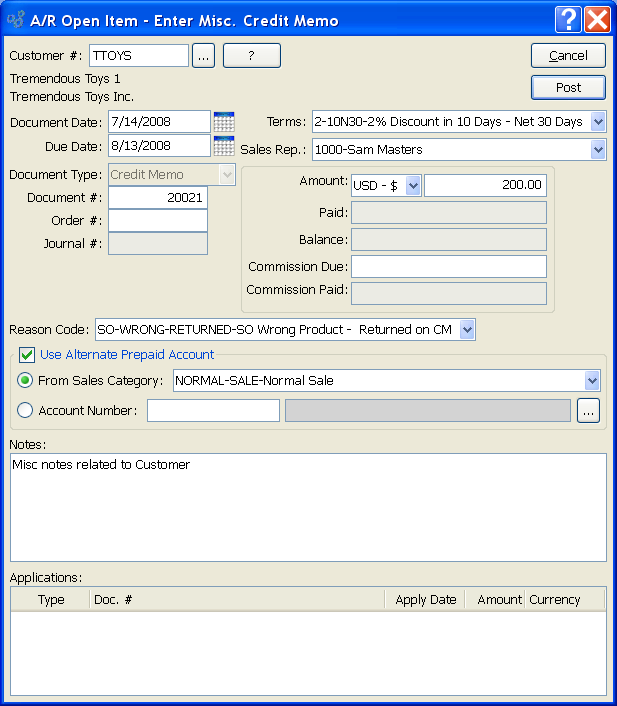 A/R Open Item - Enter Misc. Credit Memo
?
Customer #: TTOYS ... ? Cancel
Tremendous Toys 1
Post
Tremendous Toys Inc.
Document Date: 7/14/2008 Terms: 2-10N30-2% Discount in 10 Days - Net 30 Days
Due Date: 8/13/2008 Sales Rep.: 1000-Sam Masters
Document Type: Credit Memo Amount: USD - $ 200.00
Document #: 20021
Paid:
Order #:
Balance:
Journal #:
Commission Due:
Commission Paid:
Reason Code: SO-WRONG-RETURNED-SO Wrong Product - Returned on CM
Use Alternate Prepaid Account
From Sales Category: NORMAL-SALE-Normal Sale
Account Number: ...
Notes:
Misc notes related to Customer
Applications:
Type Doc. # Apply Date Amount Currency